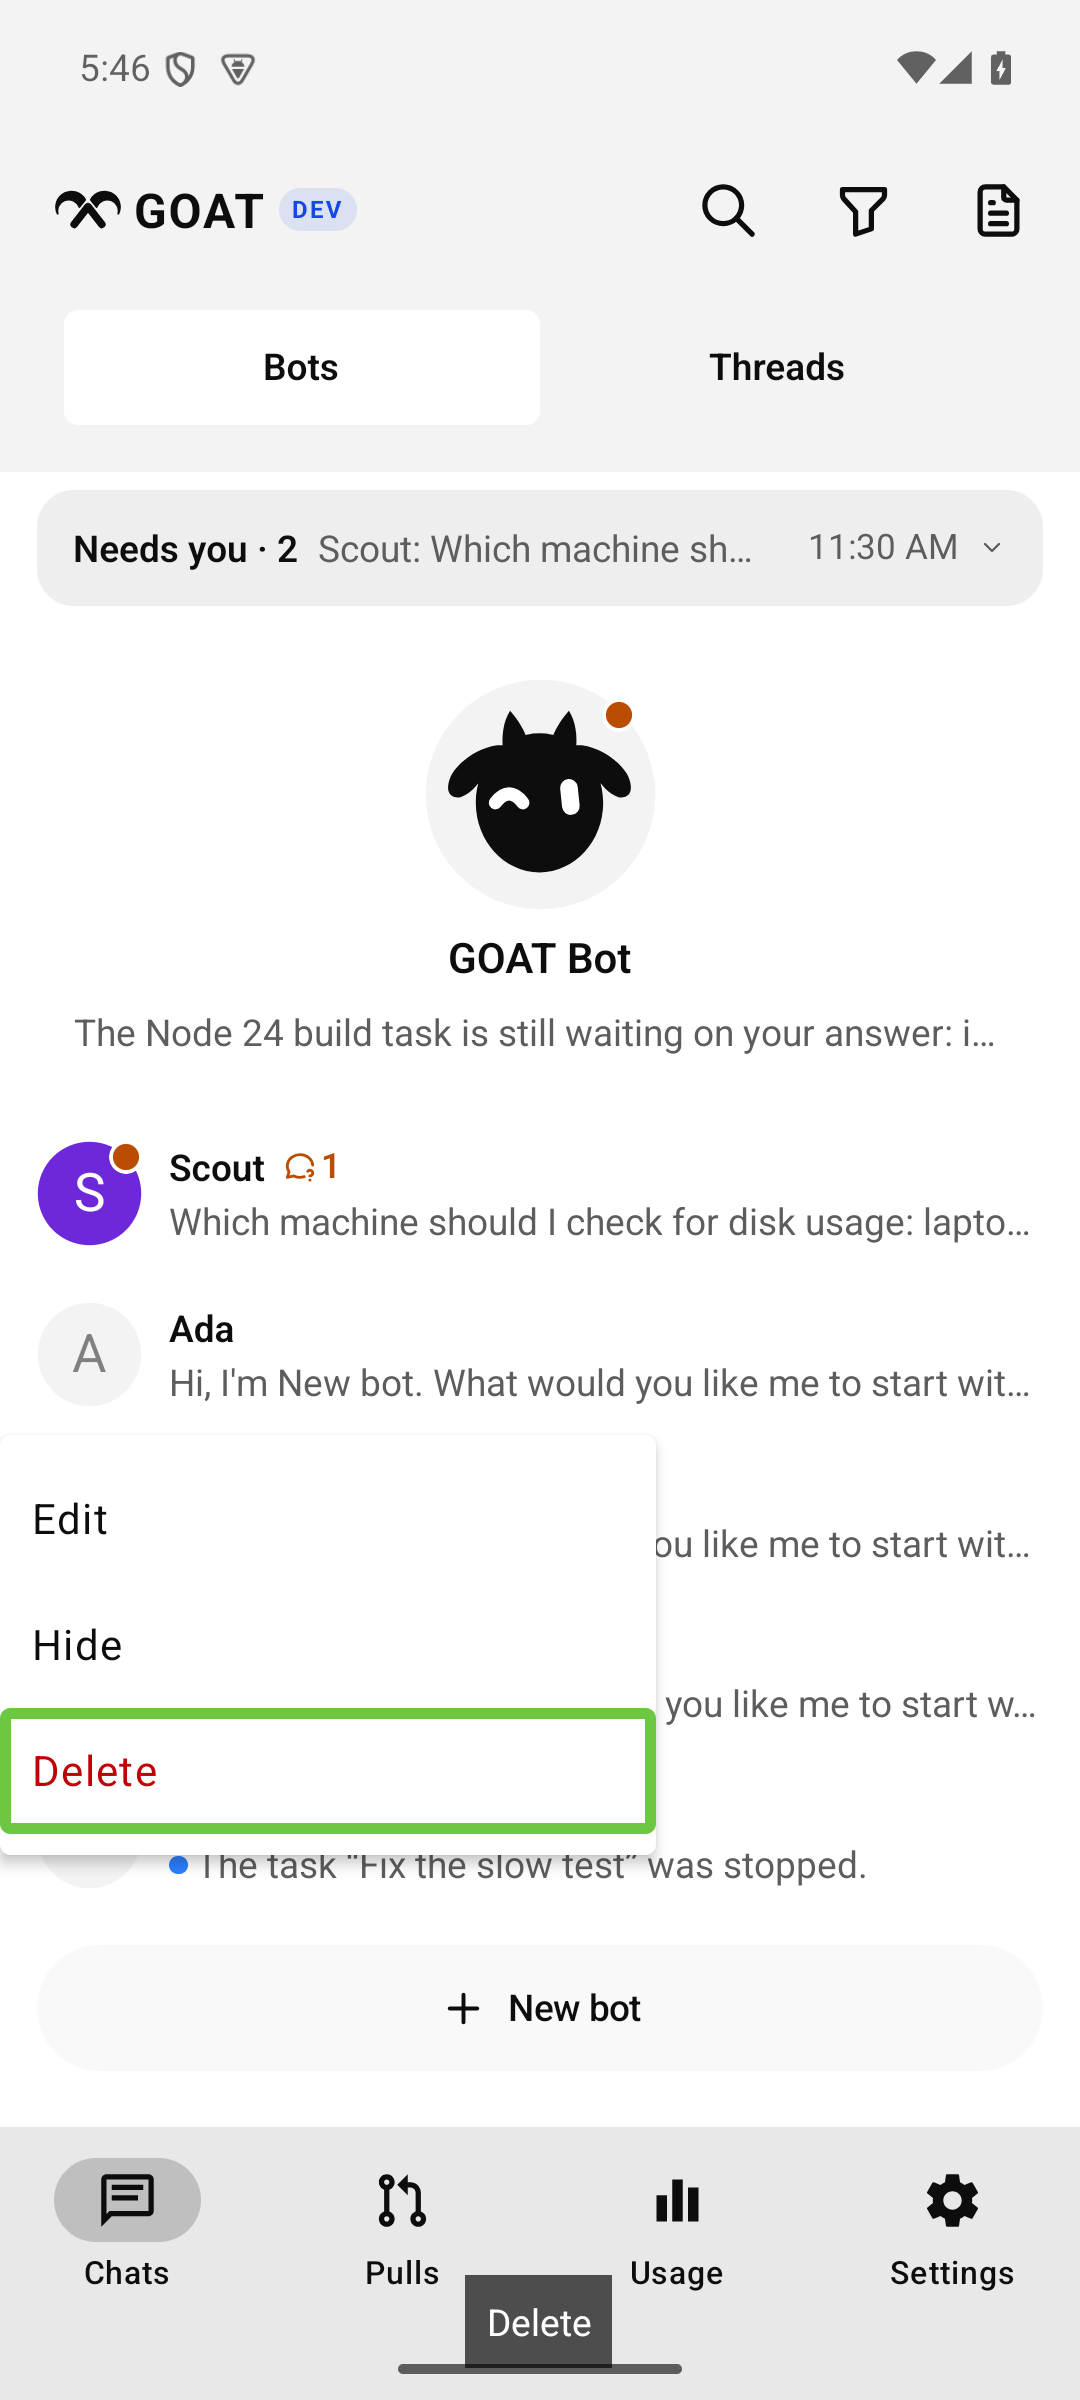 5:46
GOAT DEV
Bots
Threads
Needs you · 2 Scout: Which machine sh… 11:30 AM
GOAT Bot
The Node 24 build task is still waiting on your answer: i…
S
Scout 1
Which machine should I check for disk usage: lapto…
A
Ada
Hi, I'm New bot. What would you like me to start wit…
Edit
ou like me to start wit…
Hide
you like me to start w…
Delete
The task “Fix the slow test” was stopped.
New bot
Chats
Pulls
Usage
Settings
Delete